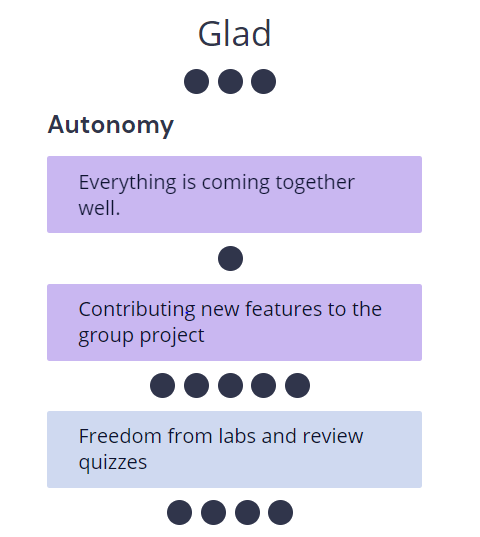 Glad
Autonomy
Everything is coming together
well.
Contributing new features to the
group project
Freedom from labs and review
quizzes